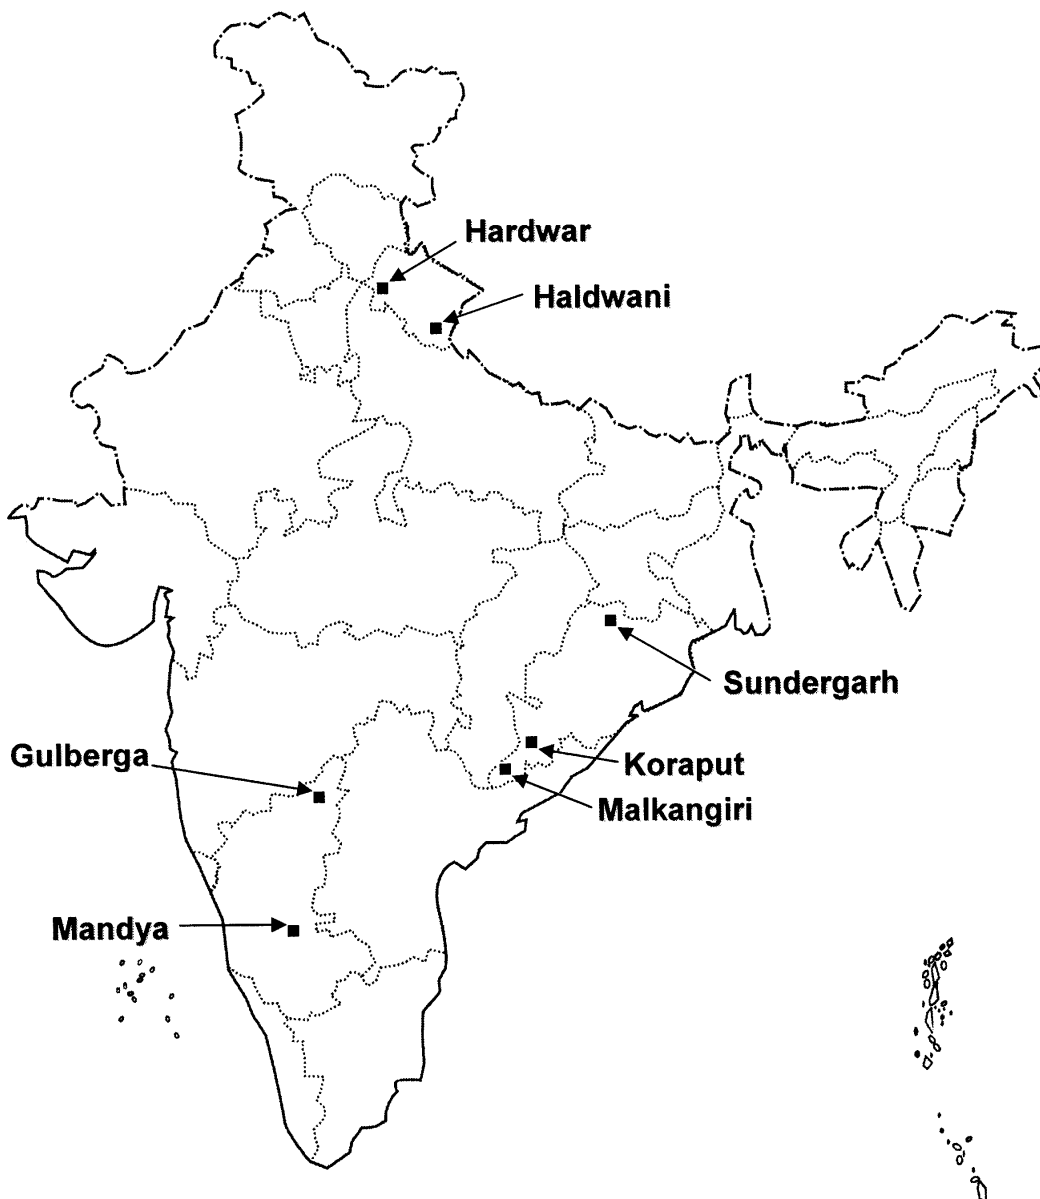 Hardwar
Haldwani
Sundergarh
Gulberga
Koraput
Malkangiri
Mandya